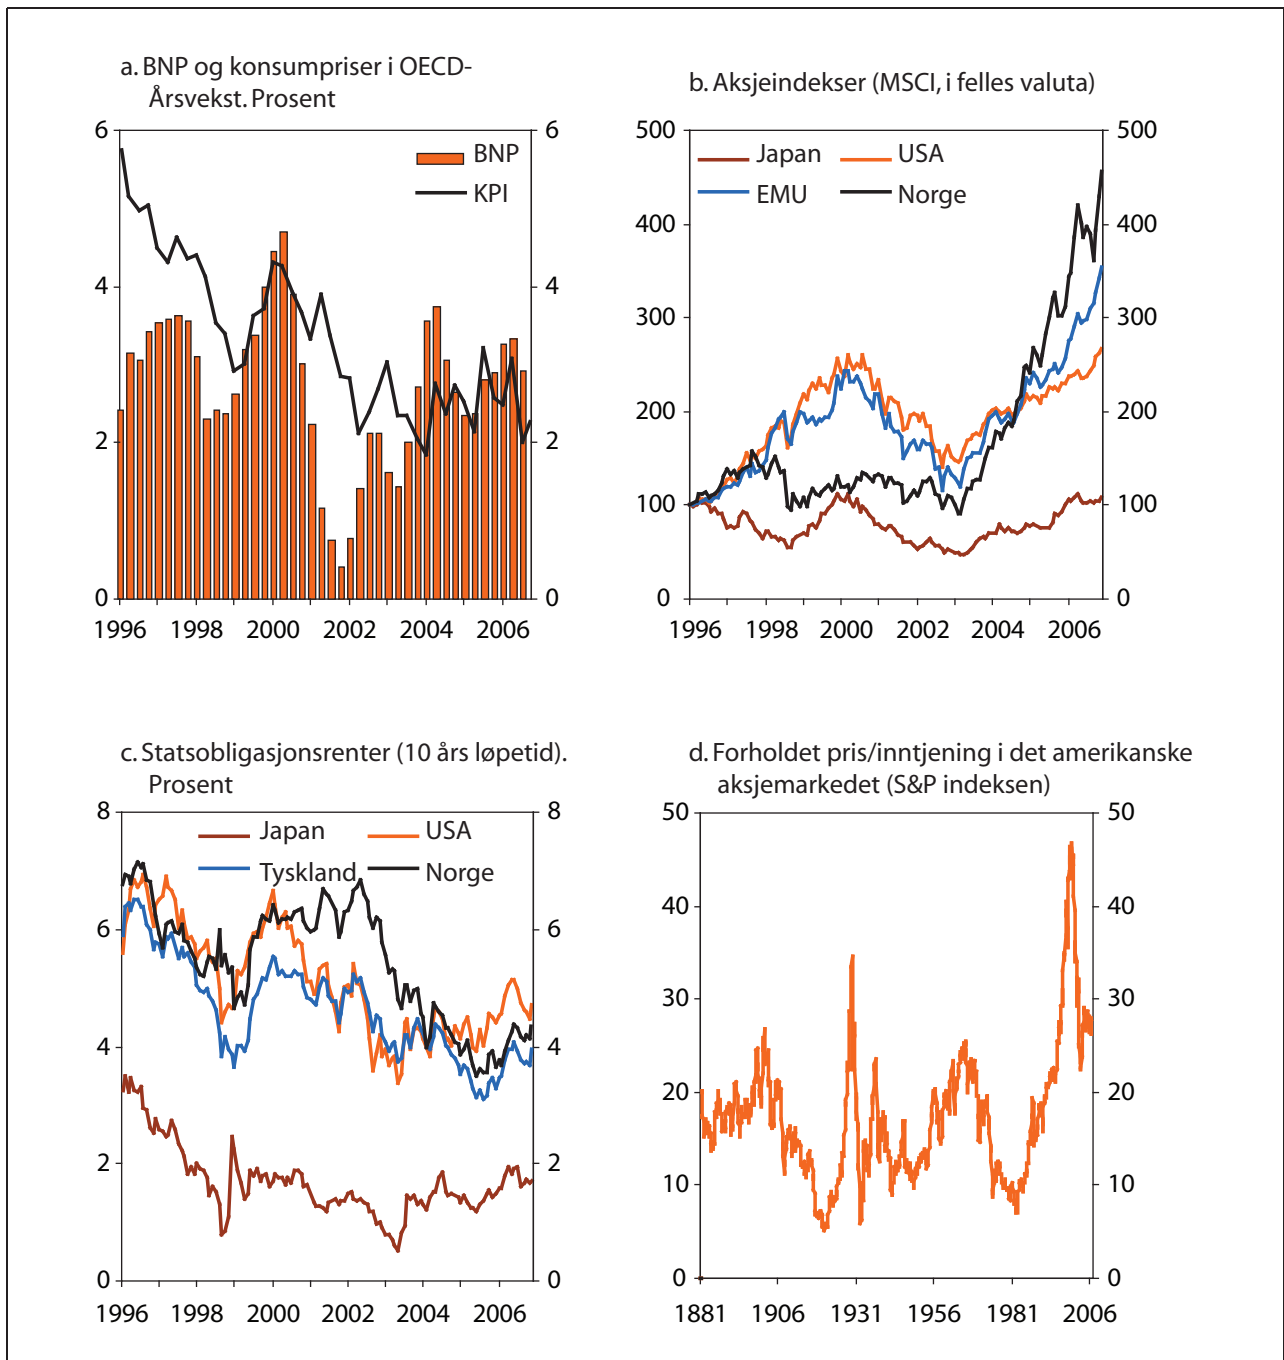 a. BNP og konsumpriser i OECD-
Årsvekst. Prosent
6
4
2
0
6
4
2
0
BNP
KPI
1996 1998 2000 2002 2004 2006
b. Aksjeindekser (MSCI, i felles valuta)
500
400
300
200
100
0
500
400
300
200
100
0
Japan USA
EMU Norge
1996 1998 2000 2002 2004 2006
c. Statsobligasjonsrenter (10 års løpetid).
Prosent
8
6
4
2
0
8
6
4
2
0
Japan USA
Tyskland Norge
1996 1998 2000 2002 2004 2006
d. Forholdet pris/inntjening i det amerikanske
aksjemarkedet (S&P indeksen)
50
40
30
20
10
0
50
40
30
20
10
0
1881 1906 1931 1956 1981 2006